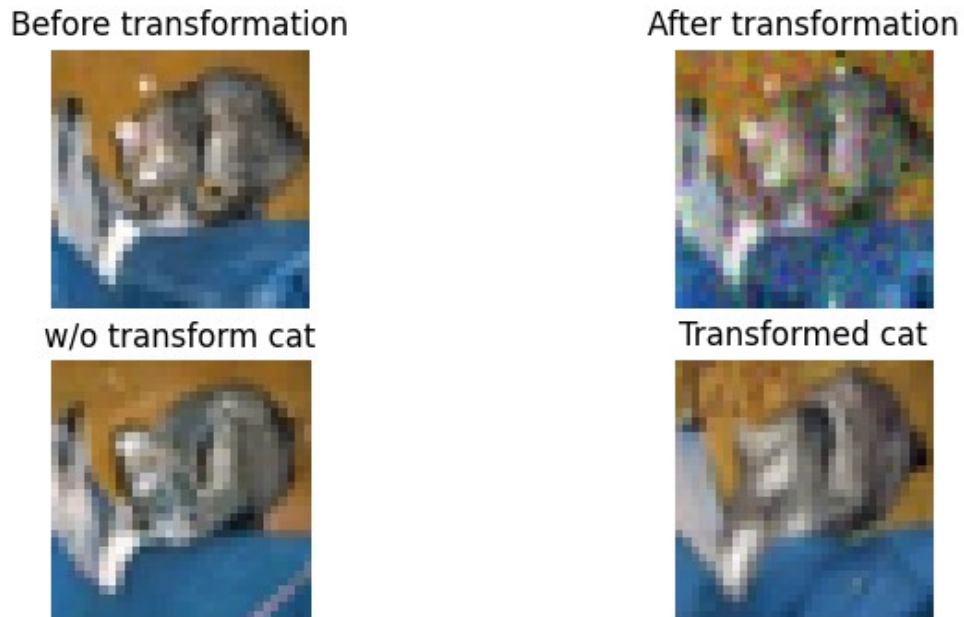 Before transformation
After transformation
w/o transform cat
Transformed cat